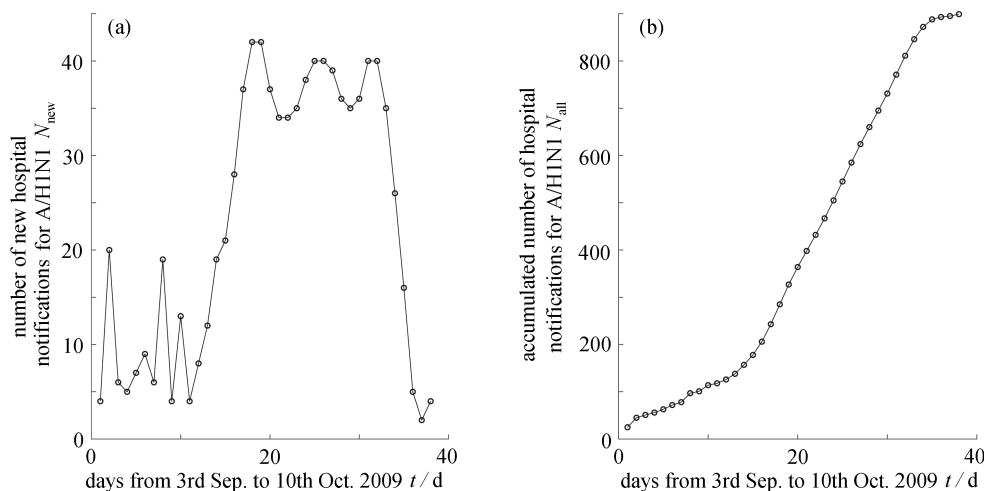 (a)
number of new hospital
notifications for A/H1N1 N_new
40
30
20
10
0
0
20
40
days from 3rd Sep. to 10th Oct. 2009 t / d
(b)
accumulated number of hospital
notifications for A/H1N1 N_all
800
600
400
200
0
0
20
40
days from 3rd Sep. to 10th Oct. 2009 t / d